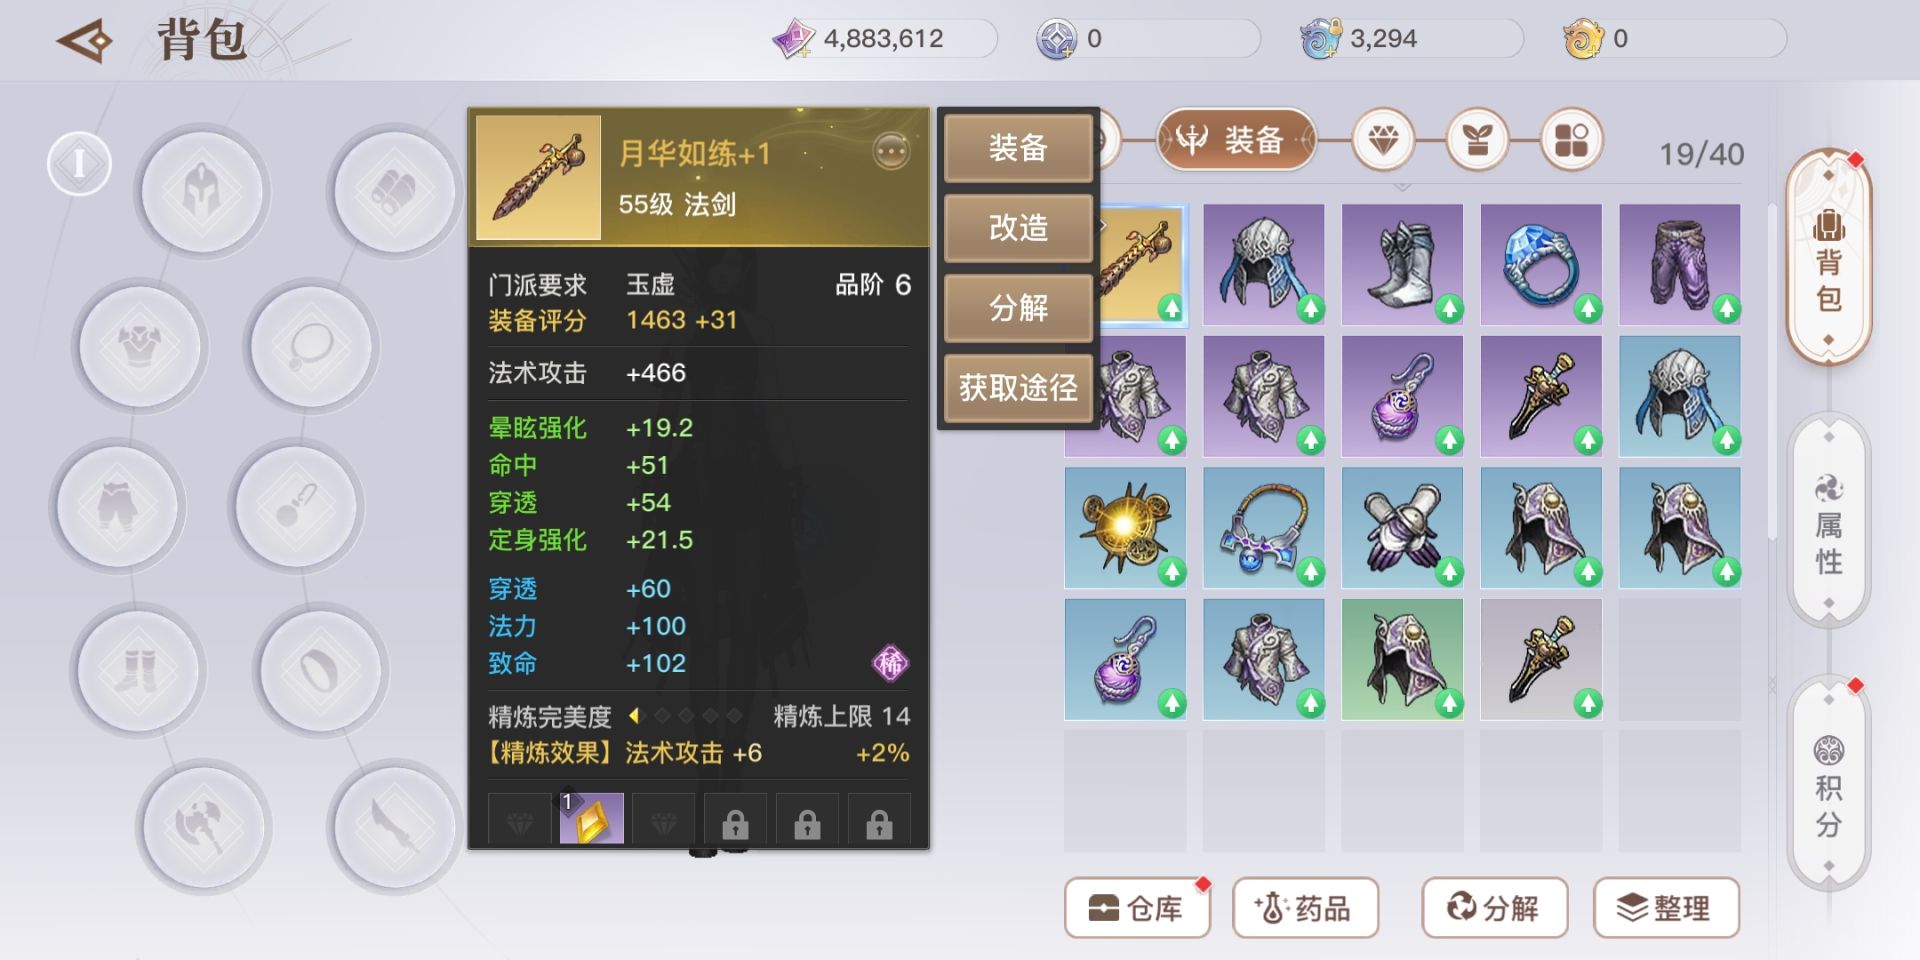 背包
4,883,612
0
3,294
0
I
月华如练+1
55级 法剑
门派要求 玉虚 品阶 6
装备评分 1463 +31
法术攻击 +466
晕眩强化 +19.2
命中 +51
穿透 +54
定身强化 +21.5
穿透 +60
法力 +100
致命 +102
稀
精炼完美度 精炼上限 14
【精炼效果】 法术攻击 +6 +2%
1
装备
改造
分解
获取途径
装备
19/40
背包
属性
积分
仓库
药品
分解
整理